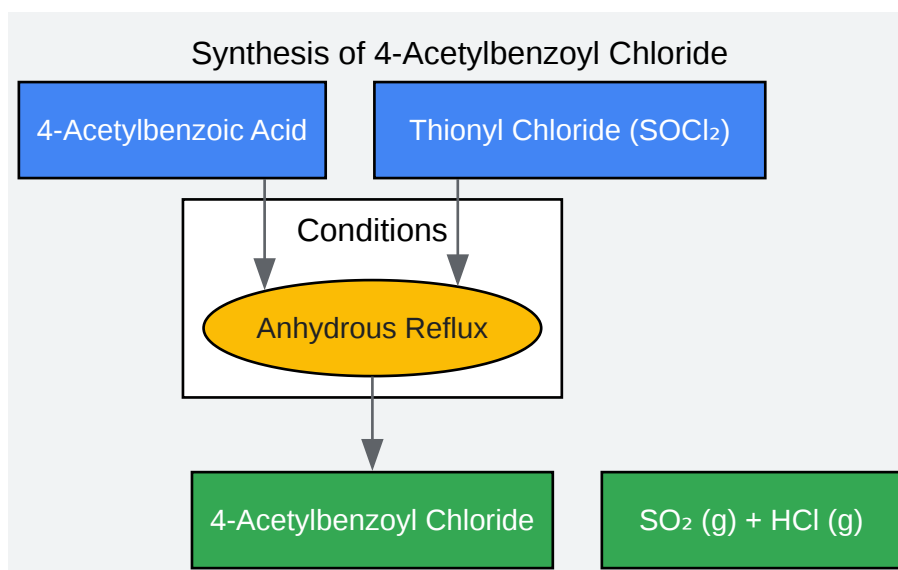 Synthesis of 4-Acetylbenzoyl Chloride
4-Acetylbenzoic Acid
Thionyl Chloride (SOCl₂)
Conditions
Anhydrous Reflux
4-Acetylbenzoyl Chloride
SO₂ (g) + HCl (g)